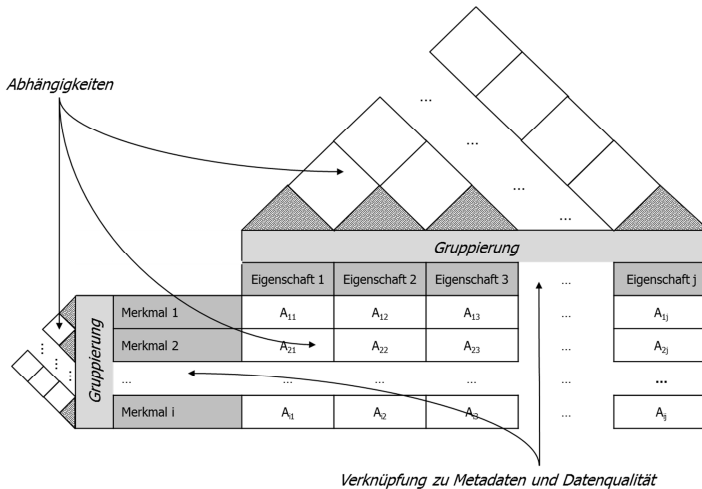 Abhängigkeiten
...
...
...
...
Gruppierung
Eigenschaft 1 Eigenschaft 2 Eigenschaft 3 ... Eigenschaft j
Gruppierung
Merkmal 1 A11 A12 A13 ... A1j
Merkmal 2 A21 A22 A23 ... A2j
... ... ... ... ...
Merkmal i Ai1 Ai2 Ai3 ... Aij
... ... ...
Verknüpfung zu Metadaten und Datenqualität